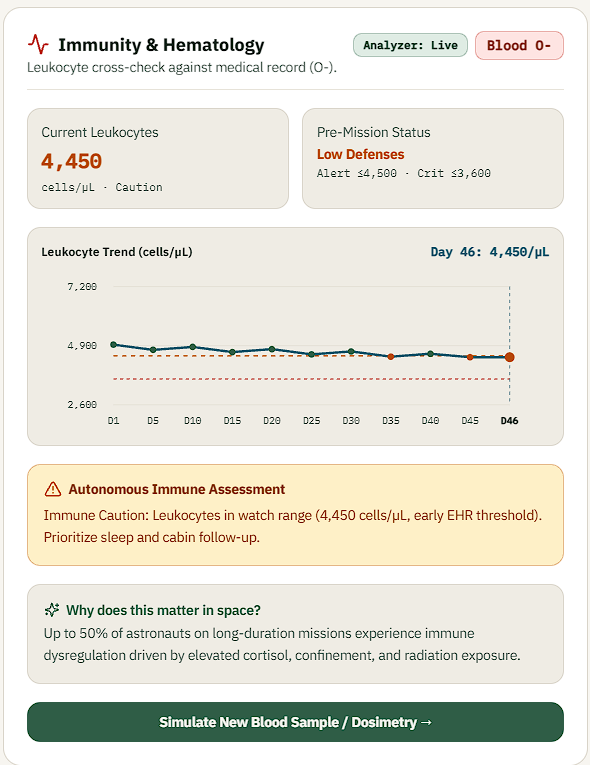 Immunity & Hematology
Analyzer: Live
Blood O-
Leukocyte cross-check against medical record (O-).
Current Leukocytes
4,450
cells/µL · Caution
Pre-Mission Status
Low Defenses
Alert ≤4,500 · Crit ≤3,600
Leukocyte Trend (cells/µL)
Day 46: 4,450/µL
7,200
4,900
2,600
D1 D5 D10 D15 D20 D25 D30 D35 D40 D45 D46
Autonomous Immune Assessment
Immune Caution: Leukocytes in watch range (4,450 cells/µL, early EHR threshold).
Prioritize sleep and cabin follow-up.
Why does this matter in space?
Up to 50% of astronauts on long-duration missions experience immune
dysregulation driven by elevated cortisol, confinement, and radiation exposure.
Simulate New Blood Sample / Dosimetry →